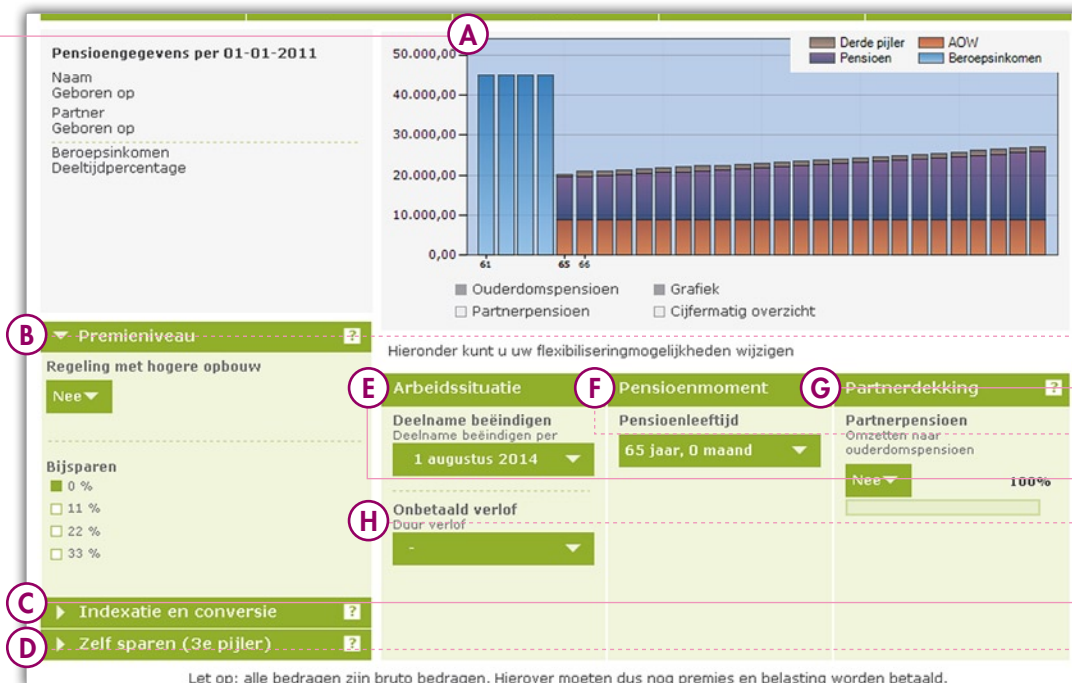 A
Pensioengegevens per 01-01-2011
Naam
Geboren op
Partner
Geboren op
Beroepsinkomen
Deeltijdpercentage
Derde pijler
AOW
Pensioen
Beroepsinkomen
50.000,00
40.000,00
30.000,00
20.000,00
10.000,00
0,00
61
65
66
Ouderdomspensioen
Grafiek
Partnerpensioen
Cijfermatig overzicht
B
Premieniveau ?
Regeling met hogere opbouw
Nee
Bijsparen
0 %
11 %
22 %
33 %
C
Indexatie en conversie ?
D
Zelf sparen (3e pijler) ?
Hieronder kunt u uw flexibiliseringmogelijkheden wijzigen
E
Arbeidssituatie
Deelname beëindigen
Deelname beëindigen per
1 augustus 2014
H
Onbetaald verlof
Duur verlof
-
F
Pensioenmoment
Pensioenleeftijd
65 jaar, 0 maand
G
Partnerdekking ?
Partnerpensioen
Omzetten naar
ouderdomspensioen
Nee
100%
Let op: alle bedragen zijn bruto bedragen. Hierover moeten dus nog premies en belasting worden betaald.